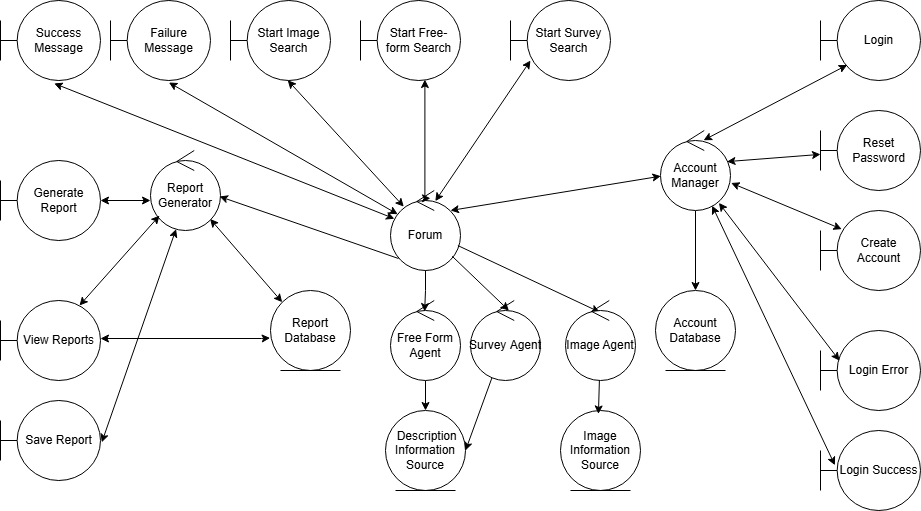 Success
Message
Failure
Message
Start Image
Search
Start Free-
form Search
Start Survey
Search
Login
Reset
Password
Account
Manager
Generate
Report
Report
Generator
Forum
Create
Account
View Reports
Report
Database
Free Form
Agent
Survey Agent
Image Agent
Account
Database
Login Error
Save Report
Description
Information
Source
Image
Information
Source
Login Success